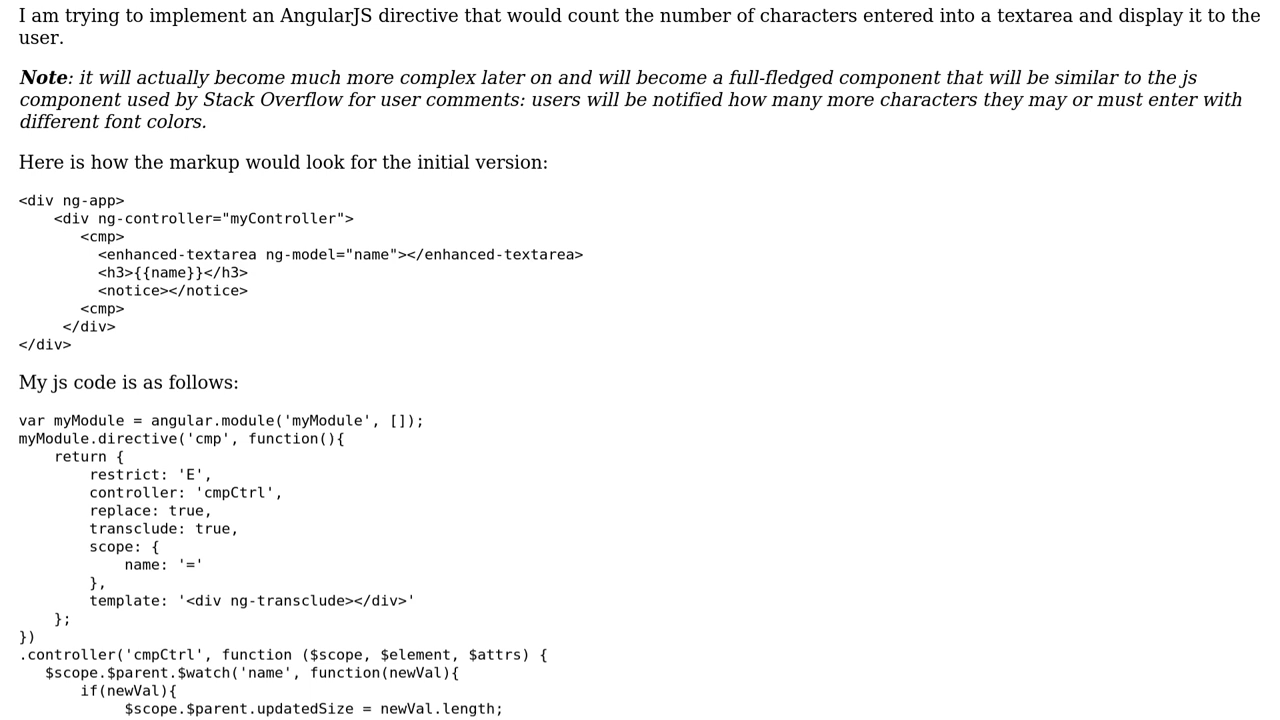 I am trying to implement an AngularJS directive that would count the number of characters entered into a textarea and display it to the
user.
Note: it will actually become much more complex later on and will become a full-fledged component that will be similar to the js
component used by Stack Overflow for user comments: users will be notified how many more characters they may or must enter with
different font colors.
Here is how the markup would look for the initial version:
<div ng-app>
    <div ng-controller="myController">
       <cmp>
         <enhanced-textarea ng-model="name"></enhanced-textarea>
         <h3>{{name}}</h3>
         <notice></notice>
       <cmp>
     </div>
</div>
My js code is as follows:
var myModule = angular.module('myModule', []);
myModule.directive('cmp', function(){
    return {
        restrict: 'E',
        controller: 'cmpCtrl',
        replace: true,
        transclude: true,
        scope: {
            name: '='
        },
        template: '<div ng-transclude></div>'
    };
})
.controller('cmpCtrl', function ($scope, $element, $attrs) {
   $scope.$parent.$watch('name', function(newVal){
       if(newVal){
            $scope.$parent.updatedSize = newVal.length;